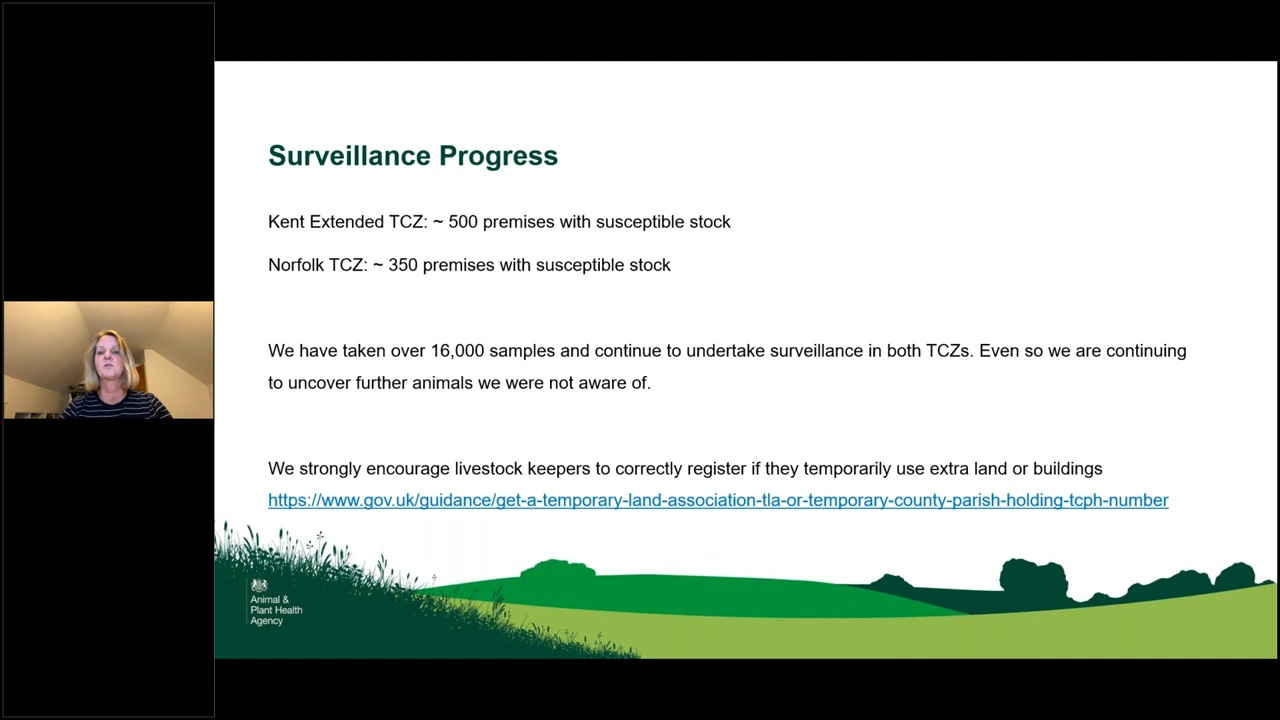 Surveillance Progress
Kent Extended TCZ: ~ 500 premises with susceptible stock
Norfolk TCZ: ~ 350 premises with susceptible stock
We have taken over 16,000 samples and continue to undertake surveillance in both TCZs. Even so we are continuing
to uncover further animals we were not aware of.
We strongly encourage livestock keepers to correctly register if they temporarily use extra land or buildings
https://www.gov.uk/guidance/get-a-temporary-land-association-tla-or-temporary-county-parish-holding-tcph-number
Animal &
Plant Health
Agency